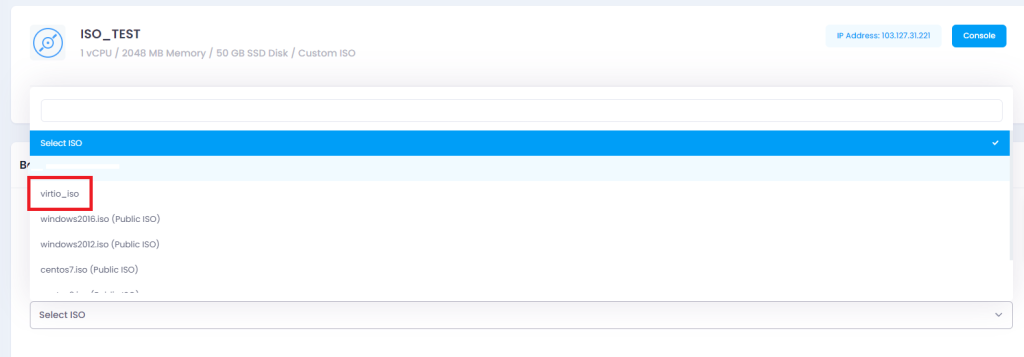 ISO_TEST
1 vCPU / 2048 MB Memory / 50 GB SSD Disk / Custom ISO
IP Address: 103.127.31.221
Console
Select ISO
virtio_iso
windows2016.iso (Public ISO)
windows2012.iso (Public ISO)
centos7.iso (Public ISO)
Select ISO